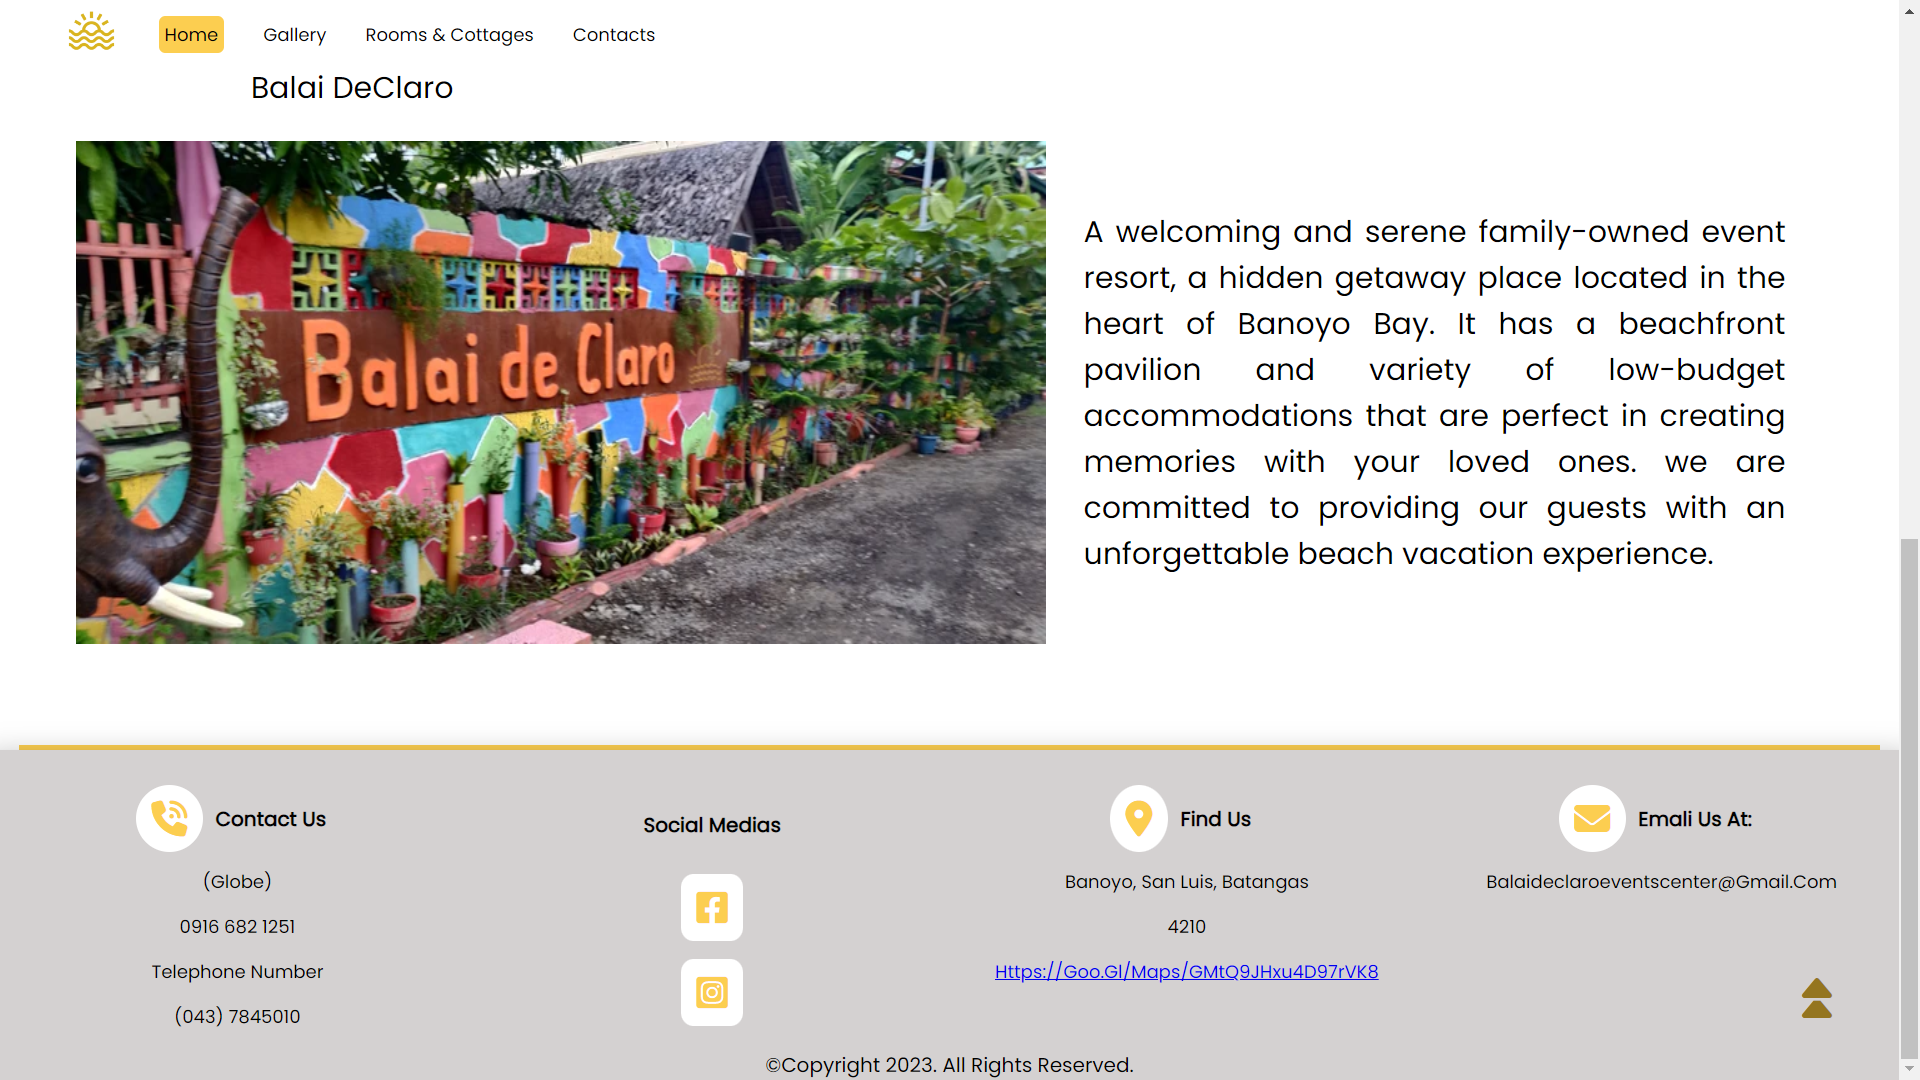 Home
Gallery
Rooms & Cottages
Contacts
Balai DeClaro
Balai de Claro
A welcoming and serene family-owned event
resort, a hidden getaway place located in the
heart of Banoyo Bay. It has a beachfront
pavilion and variety of low-budget
accommodations that are perfect in creating
memories with your loved ones. we are
committed to providing our guests with an
unforgettable beach vacation experience.
Contact Us
(Globe)
0916 682 1251
Telephone Number
(043) 7845010
Social Medias
Find Us
Banoyo, San Luis, Batangas
4210
Https://Goo.Gl/Maps/GMtQ9JHxu4D97rVK8
Emali Us At:
Balaideclaroeventscenter@Gmail.Com
©Copyright 2023. All Rights Reserved.